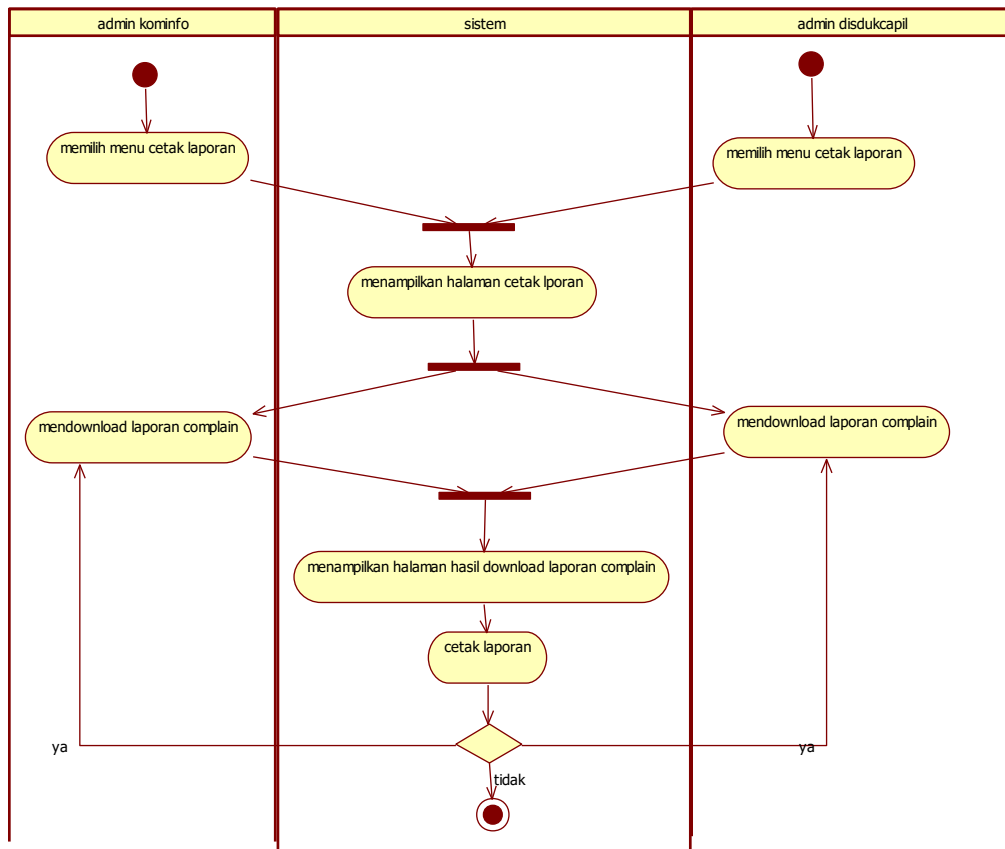 admin kominfo
sistem
admin disdukcapil
memilih menu cetak laporan
memilih menu cetak laporan
menampilkan halaman cetak lporan
mendownload laporan complain
mendownload laporan complain
menampilkan halaman hasil download laporan complain
cetak laporan
ya
ya
tidak